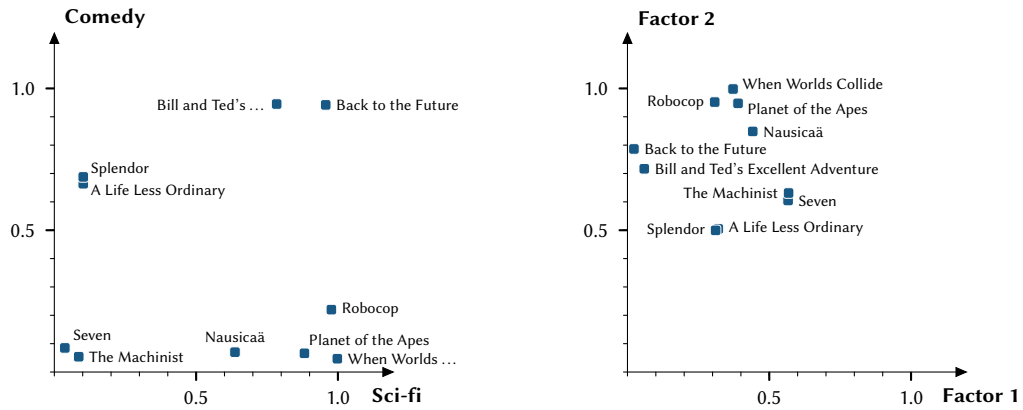 Comedy
1.0
Bill and Ted's …
Back to the Future
Splendor
A Life Less Ordinary
0.5
Robocop
Seven
Nausicaä
Planet of the Apes
The Machinist
When Worlds …
0.5
1.0
Sci-fi
Factor 2
1.0
When Worlds Collide
Robocop
Planet of the Apes
Nausicaä
Back to the Future
Bill and Ted's Excellent Adventure
The Machinist
Seven
0.5
Splendor
A Life Less Ordinary
0.5
1.0
Factor 1